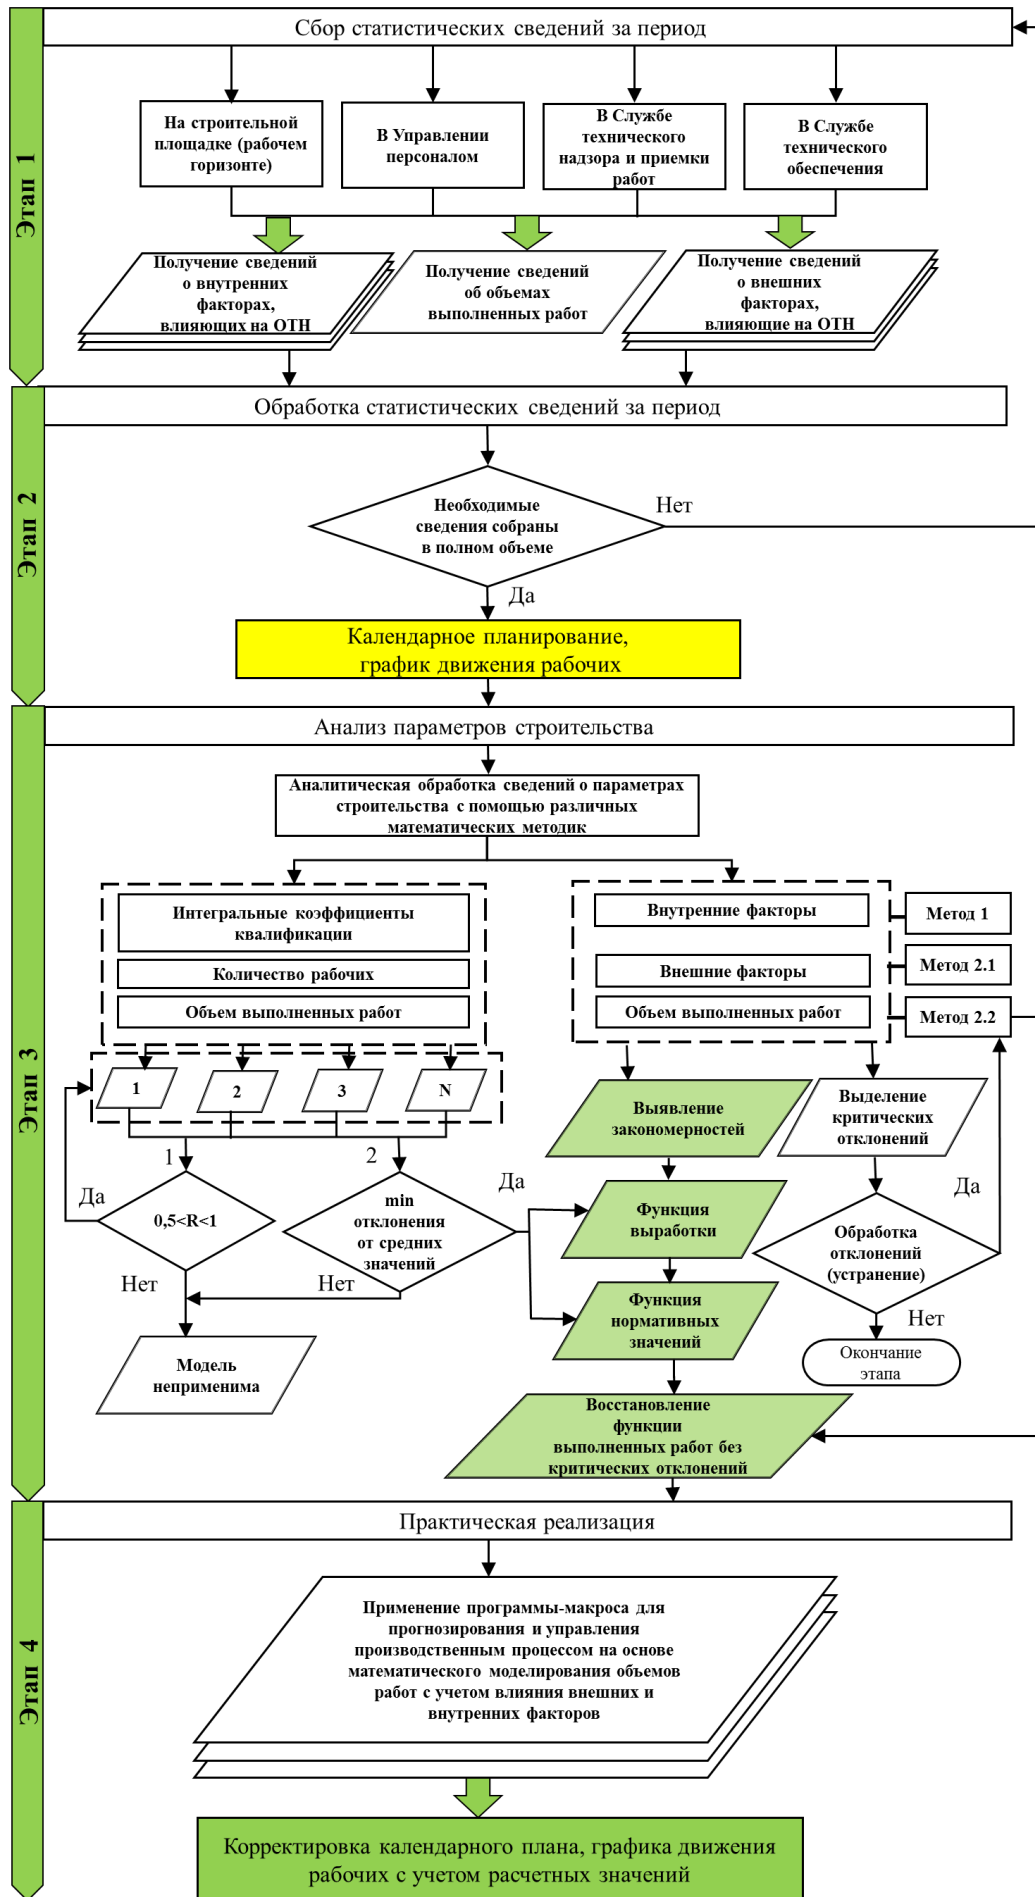 Этап 1
Сбор статистических сведений за период
На строительной
площадке (рабочем
горизонте)
В Управлении
персоналом
В Службе
технического
надзора и приемки
работ
В Службе
технического
обеспечения
Получение сведений
о внутренних
факторах,
влияющих на ОТН
Получение сведений
об объемах
выполненных работ
Получение сведений
о внешних
факторах,
влияющие на ОТН
Этап 2
Обработка статистических сведений за период
Необходимые
сведения собраны
в полном объеме
Нет
Да
Календарное планирование,
график движения рабочих
Этап 3
Анализ параметров строительства
Аналитическая обработка сведений о параметрах
строительства с помощью различных
математических методик
Интегральные коэффициенты
квалификации
Количество рабочих
Объем выполненных работ
Внутренние факторы
Внешние факторы
Объем выполненных работ
Метод 1
Метод 2.1
Метод 2.2
1
2
3
N
1
2
Да
0,5<R<1
Нет
min
отклонения
от средних
значений
Да
Нет
Модель
неприменима
Выявление
закономерностей
Функция
выработки
Функция
нормативных
значений
Выделение
критических
отклонений
Да
Обработка
отклонений
(устранение)
Нет
Окончание
этапа
Восстановление
функции
выполненных работ без
критических отклонений
Этап 4
Практическая реализация
Применение программы-макроса для
прогнозирования и управления
производственным процессом на основе
математического моделирования объемов
работ с учетом влияния внешних и
внутренних факторов
Корректировка календарного плана, графика движения
рабочих с учетом расчетных значений